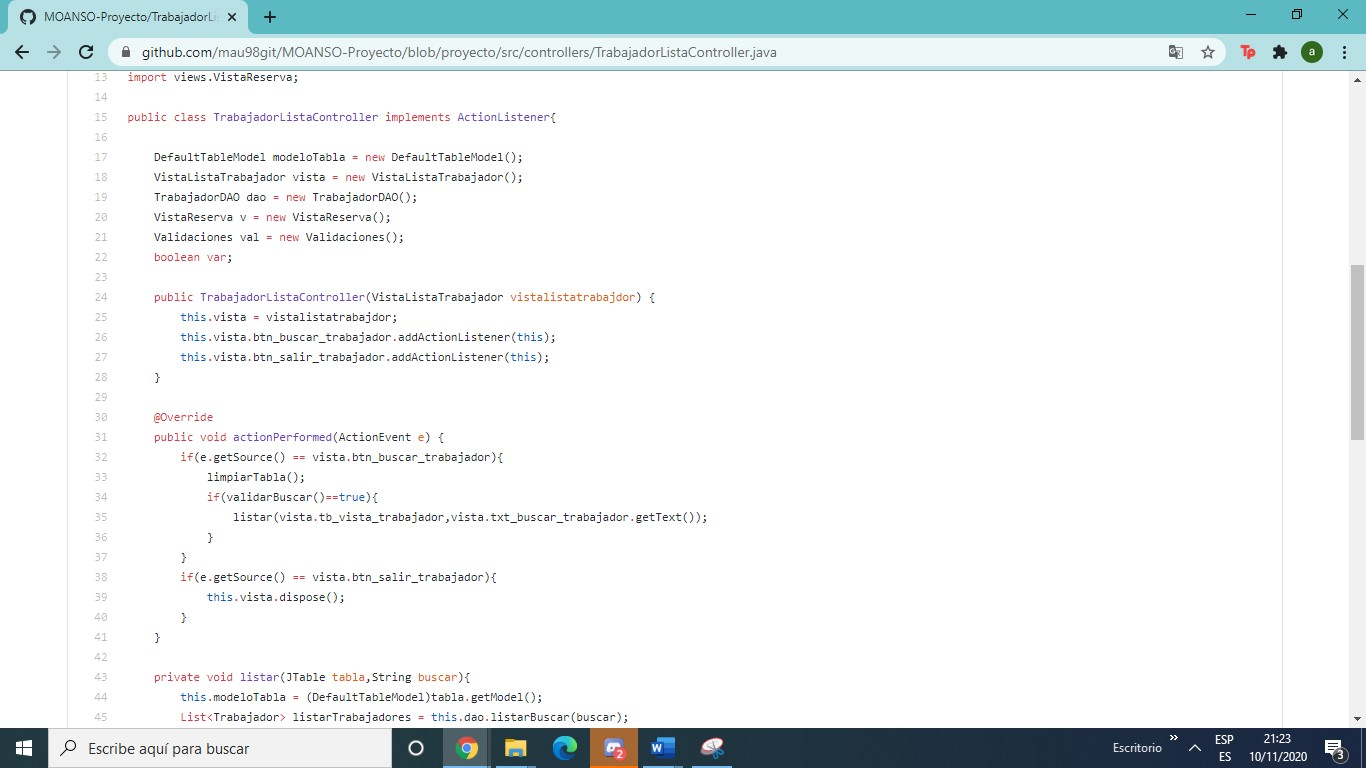 MOANSO-Proyecto/TrabajadorLi
github.com/mau98git/MOANSO-Proyecto/blob/proyecto/src/controllers/TrabajadorListaController.java
Tp
a
13 import views.VistaReserva;
14
15 public class TrabajadorListaController implements ActionListener{
16
17     DefaultTableModel modeloTabla = new DefaultTableModel();
18     VistaListaTrabajador vista = new VistaListaTrabajador();
19     TrabajadorDAO dao = new TrabajadorDAO();
20     VistaReserva v = new VistaReserva();
21     Validaciones val = new Validaciones();
22     boolean var;
23
24     public TrabajadorListaController(VistaListaTrabajador vistalistatrabajdor) {
25         this.vista = vistalistatrabajdor;
26         this.vista.btn_buscar_trabajador.addActionListener(this);
27         this.vista.btn_salir_trabajador.addActionListener(this);
28     }
29
30     @Override
31     public void actionPerformed(ActionEvent e) {
32         if(e.getSource() == vista.btn_buscar_trabajador){
33             limpiarTabla();
34             if(validarBuscar()==true){
35                 listar(vista.tb_vista_trabajador,vista.txt_buscar_trabajador.getText());
36             }
37         }
38         if(e.getSource() == vista.btn_salir_trabajador){
39             this.vista.dispose();
40         }
41     }
42
43     private void listar(JTable tabla,String buscar){
44         this.modeloTabla = (DefaultTableModel)tabla.getModel();
45         List<Trabajador> listarTrabajadores = this.dao.listarBuscar(buscar);
Escribe aquí para buscar
2
W
Escritorio
ESP
ES
21:23
10/11/2020
3